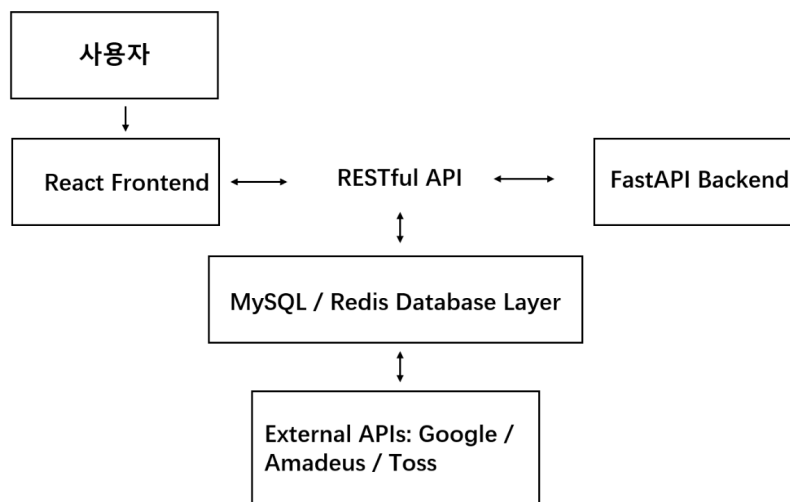 사용자
React Frontend
RESTful API
FastAPI Backend
MySQL / Redis Database Layer
External APIs: Google /
Amadeus / Toss